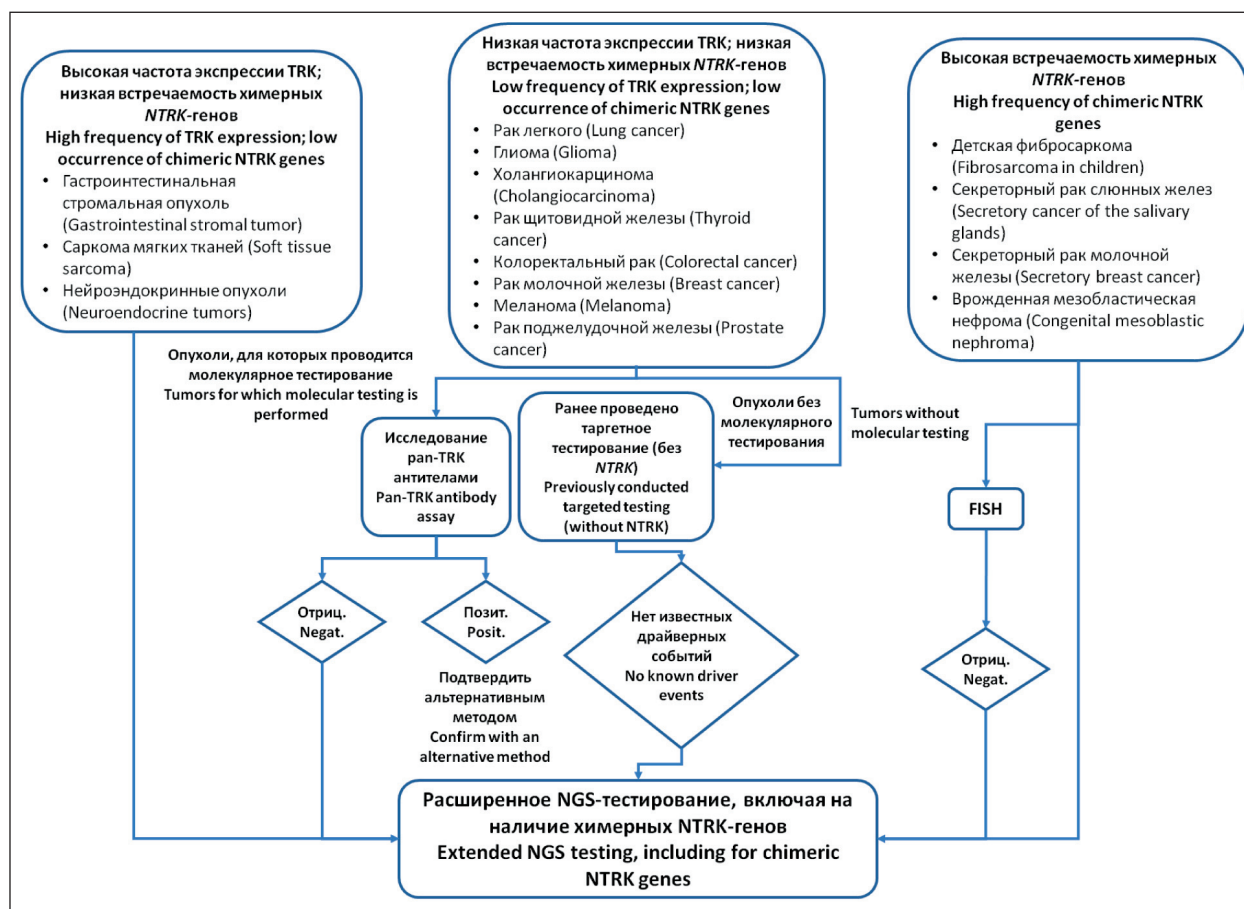 Высокая частота экспрессии TRK;
низкая встречаемость химерных
NTRK-генов
High frequency of TRK expression; low
occurrence of chimeric NTRK genes
• Гастроинтестинальная
стромальная опухоль
(Gastrointestinal stromal tumor)
• Саркома мягких тканей (Soft tissue
sarcoma)
• Нейроэндокринные опухоли
(Neuroendocrine tumors)
Низкая частота экспрессии TRK; низкая
встречаемость химерных NTRK-генов
Low frequency of TRK expression; low
occurrence of chimeric NTRK genes
• Рак легкого (Lung cancer)
• Глиома (Glioma)
• Холангиокарцинома
(Cholangiocarcinoma)
• Рак щитовидной железы (Thyroid
cancer)
• Колоректальный рак (Colorectal cancer)
• Рак молочной железы (Breast cancer)
• Меланома (Melanoma)
• Рак поджелудочной железы (Prostate
cancer)
Высокая встречаемость химерных
NTRK-генов
High frequency of chimeric NTRK
genes
• Детская фибросаркома
(Fibrosarcoma in children)
• Секреторный рак слюнных желез
(Secretory cancer of the salivary
glands)
• Секреторный рак молочной
железы (Secretory breast cancer)
• Врожденная мезобластическая
нефрома (Congenital mesoblastic
nephroma)
Опухоли, для которых проводится
молекулярное тестирование
Tumors for which molecular testing is
performed
Исследование
pan-TRK
антителами
Pan-TRK antibody
assay
Ранее проведено
таргетное
тестирование (без
NTRK)
Previously conducted
targeted testing
(without NTRK)
Опухоли без
молекулярного
тестирования
Tumors without
molecular testing
FISH
Отриц.
Negat.
Позит.
Posit.
Подтвердить
альтернативным
методом
Confirm with an
alternative method
Нет известных
драйверных
событий
No known driver
events
Отриц.
Negat.
Расширенное NGS-тестирование, включая на
наличие химерных NTRK-генов
Extended NGS testing, including for chimeric
NTRK genes